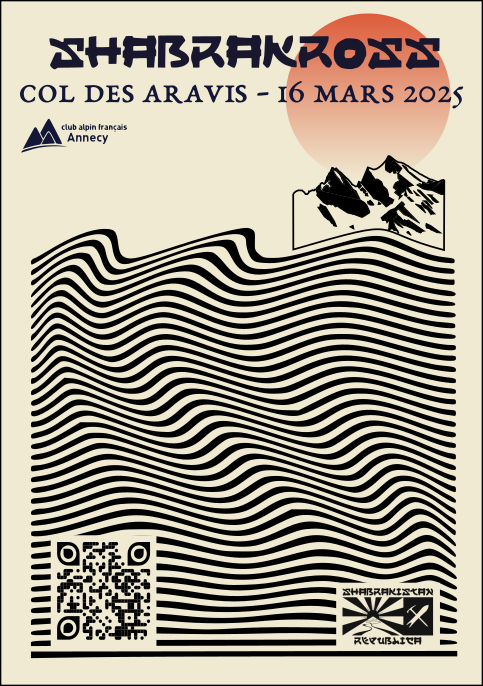 SHABRAKROSS
COL DES ARAVIS - 16 MARS 2025
club alpin français
Annecy
SHABRAKISTAN
REPUBLICA